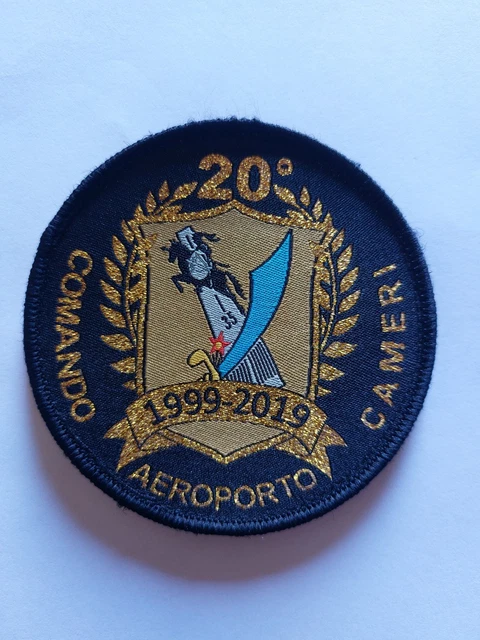 20°
COMANDO
CAMERI
35
1999-2019
AEROPORTO